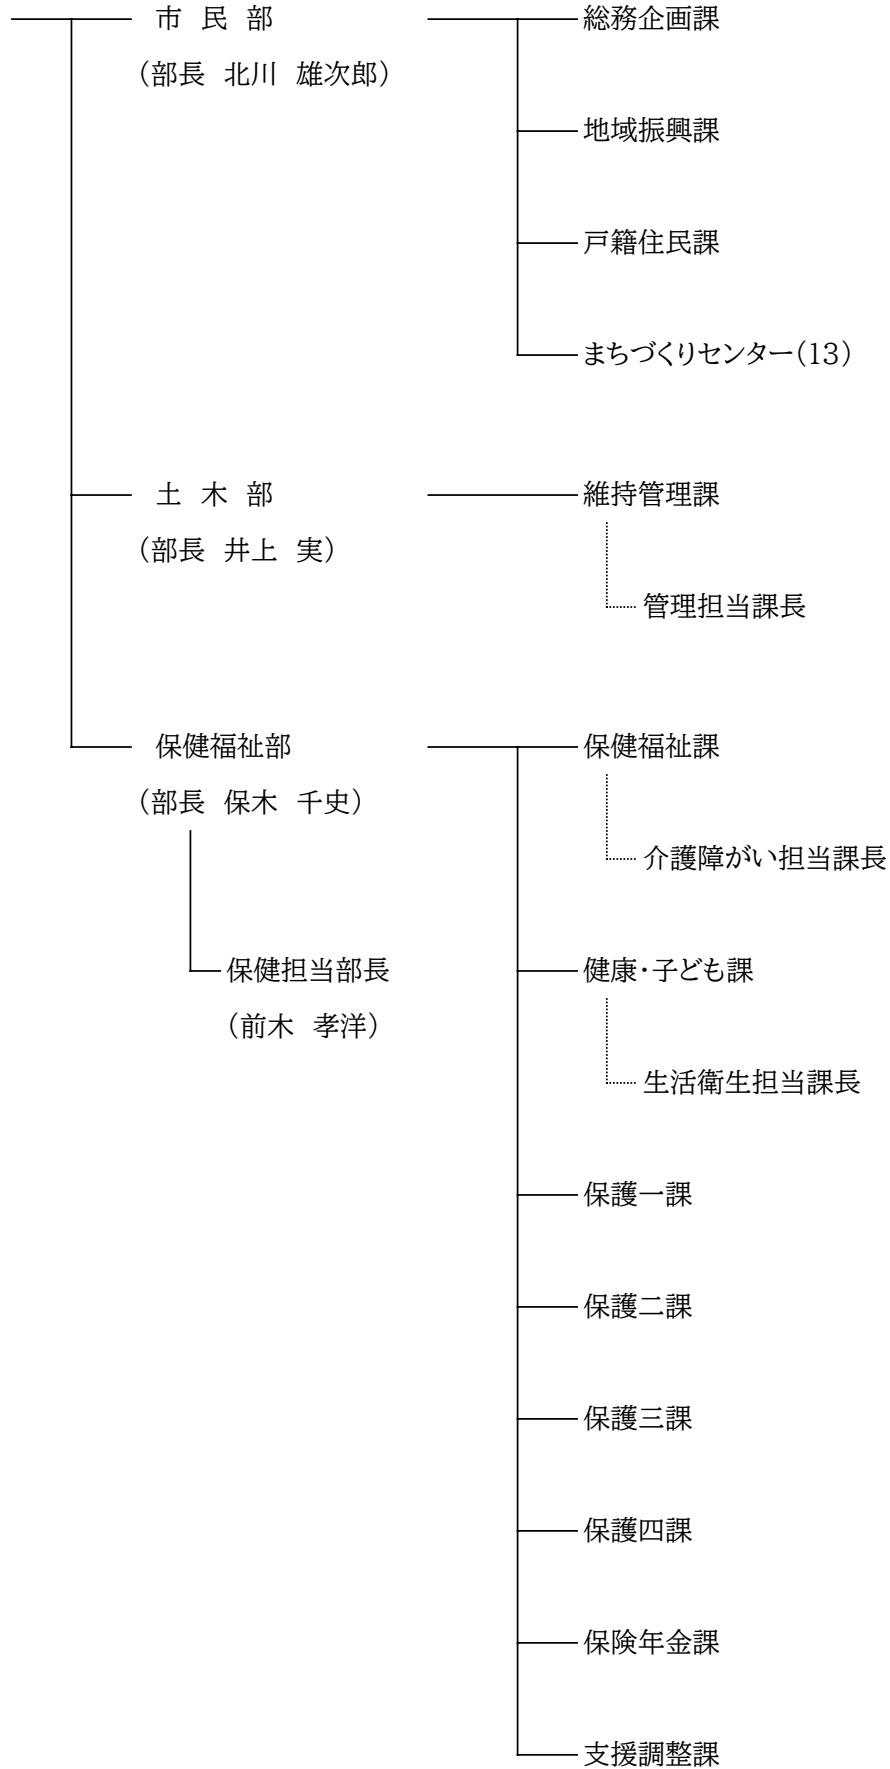 市 民 部 総務企画課
（部長 北川 雄次郎）
地域振興課
戸籍住民課
まちづくりセンター（13）
土 木 部 維持管理課
（部長 井上 実）
管理担当課長
保健福祉部 保健福祉課
（部長 保木 千史）
介護障がい担当課長
保健担当部長 健康・子ども課
（前木 孝洋）
生活衛生担当課長
保護一課
保護二課
保護三課
保護四課
保険年金課
支援調整課